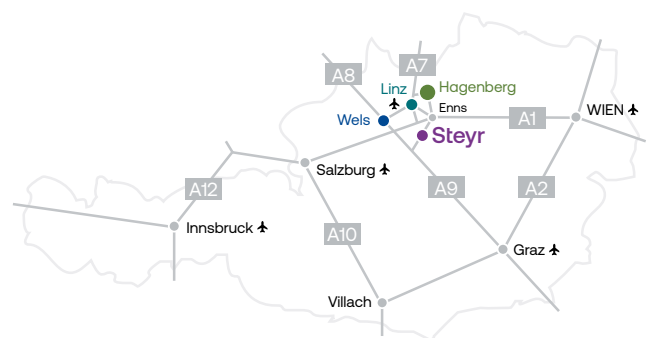 A8
A7
Linz
Hagenberg
Enns
Wels
Steyr
A1
WIEN
Salzburg
A12
A9
A2
Innsbruck
A10
Graz
Villach